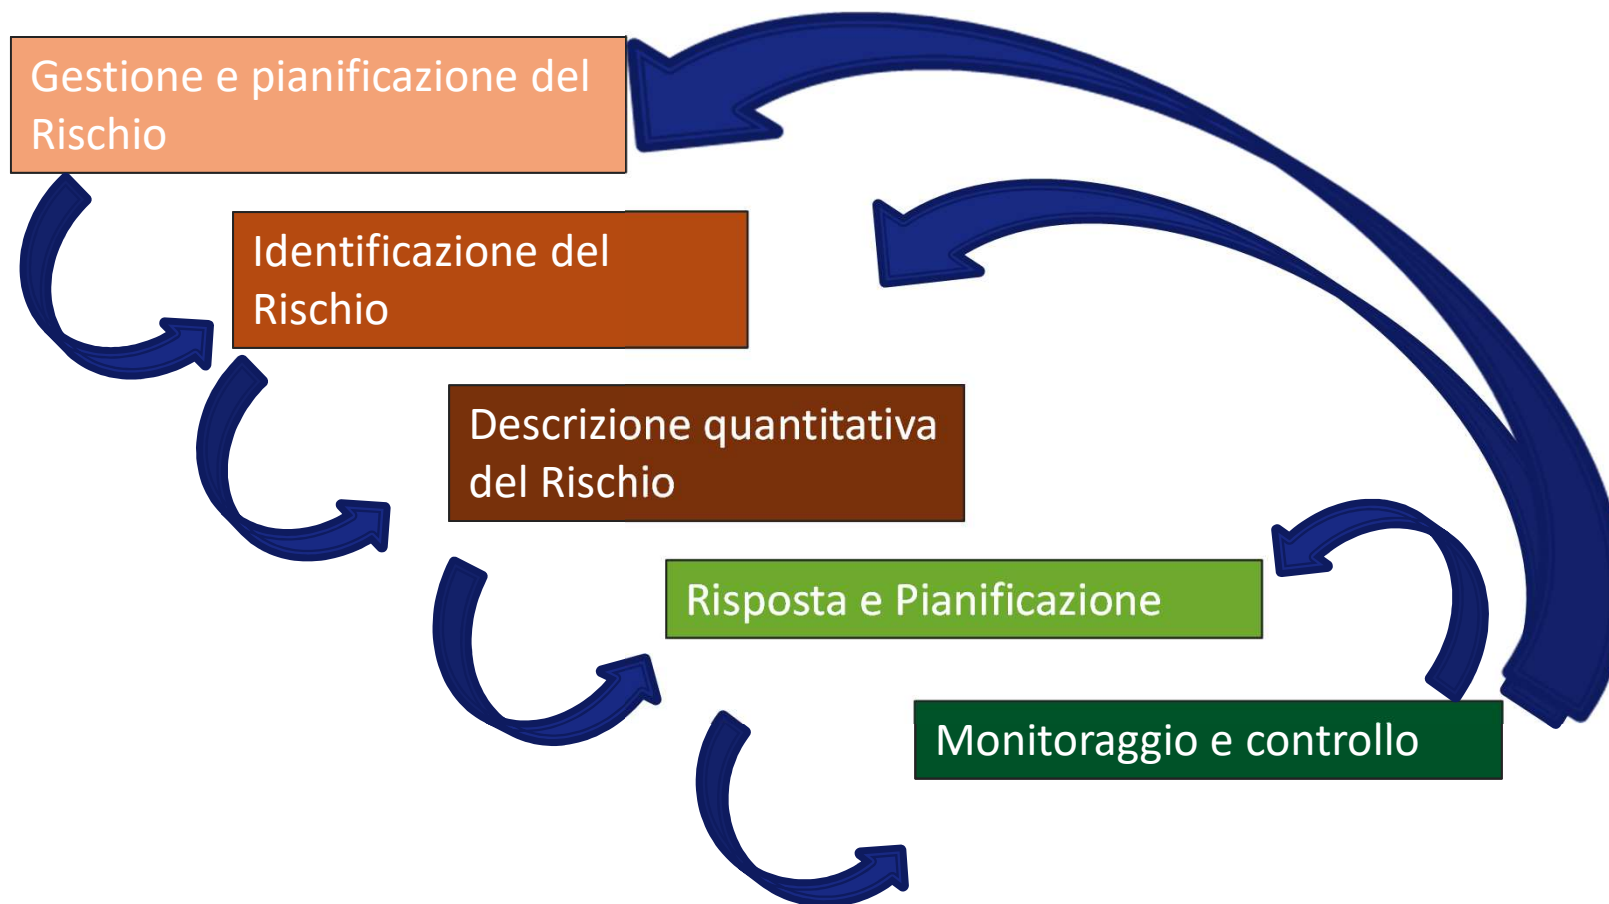 Gestione e pianificazione del
Rischio
Identificazione del
Rischio
Descrizione quantitativa
del Rischio
Risposta e Pianificazione
Monitoraggio e controllo